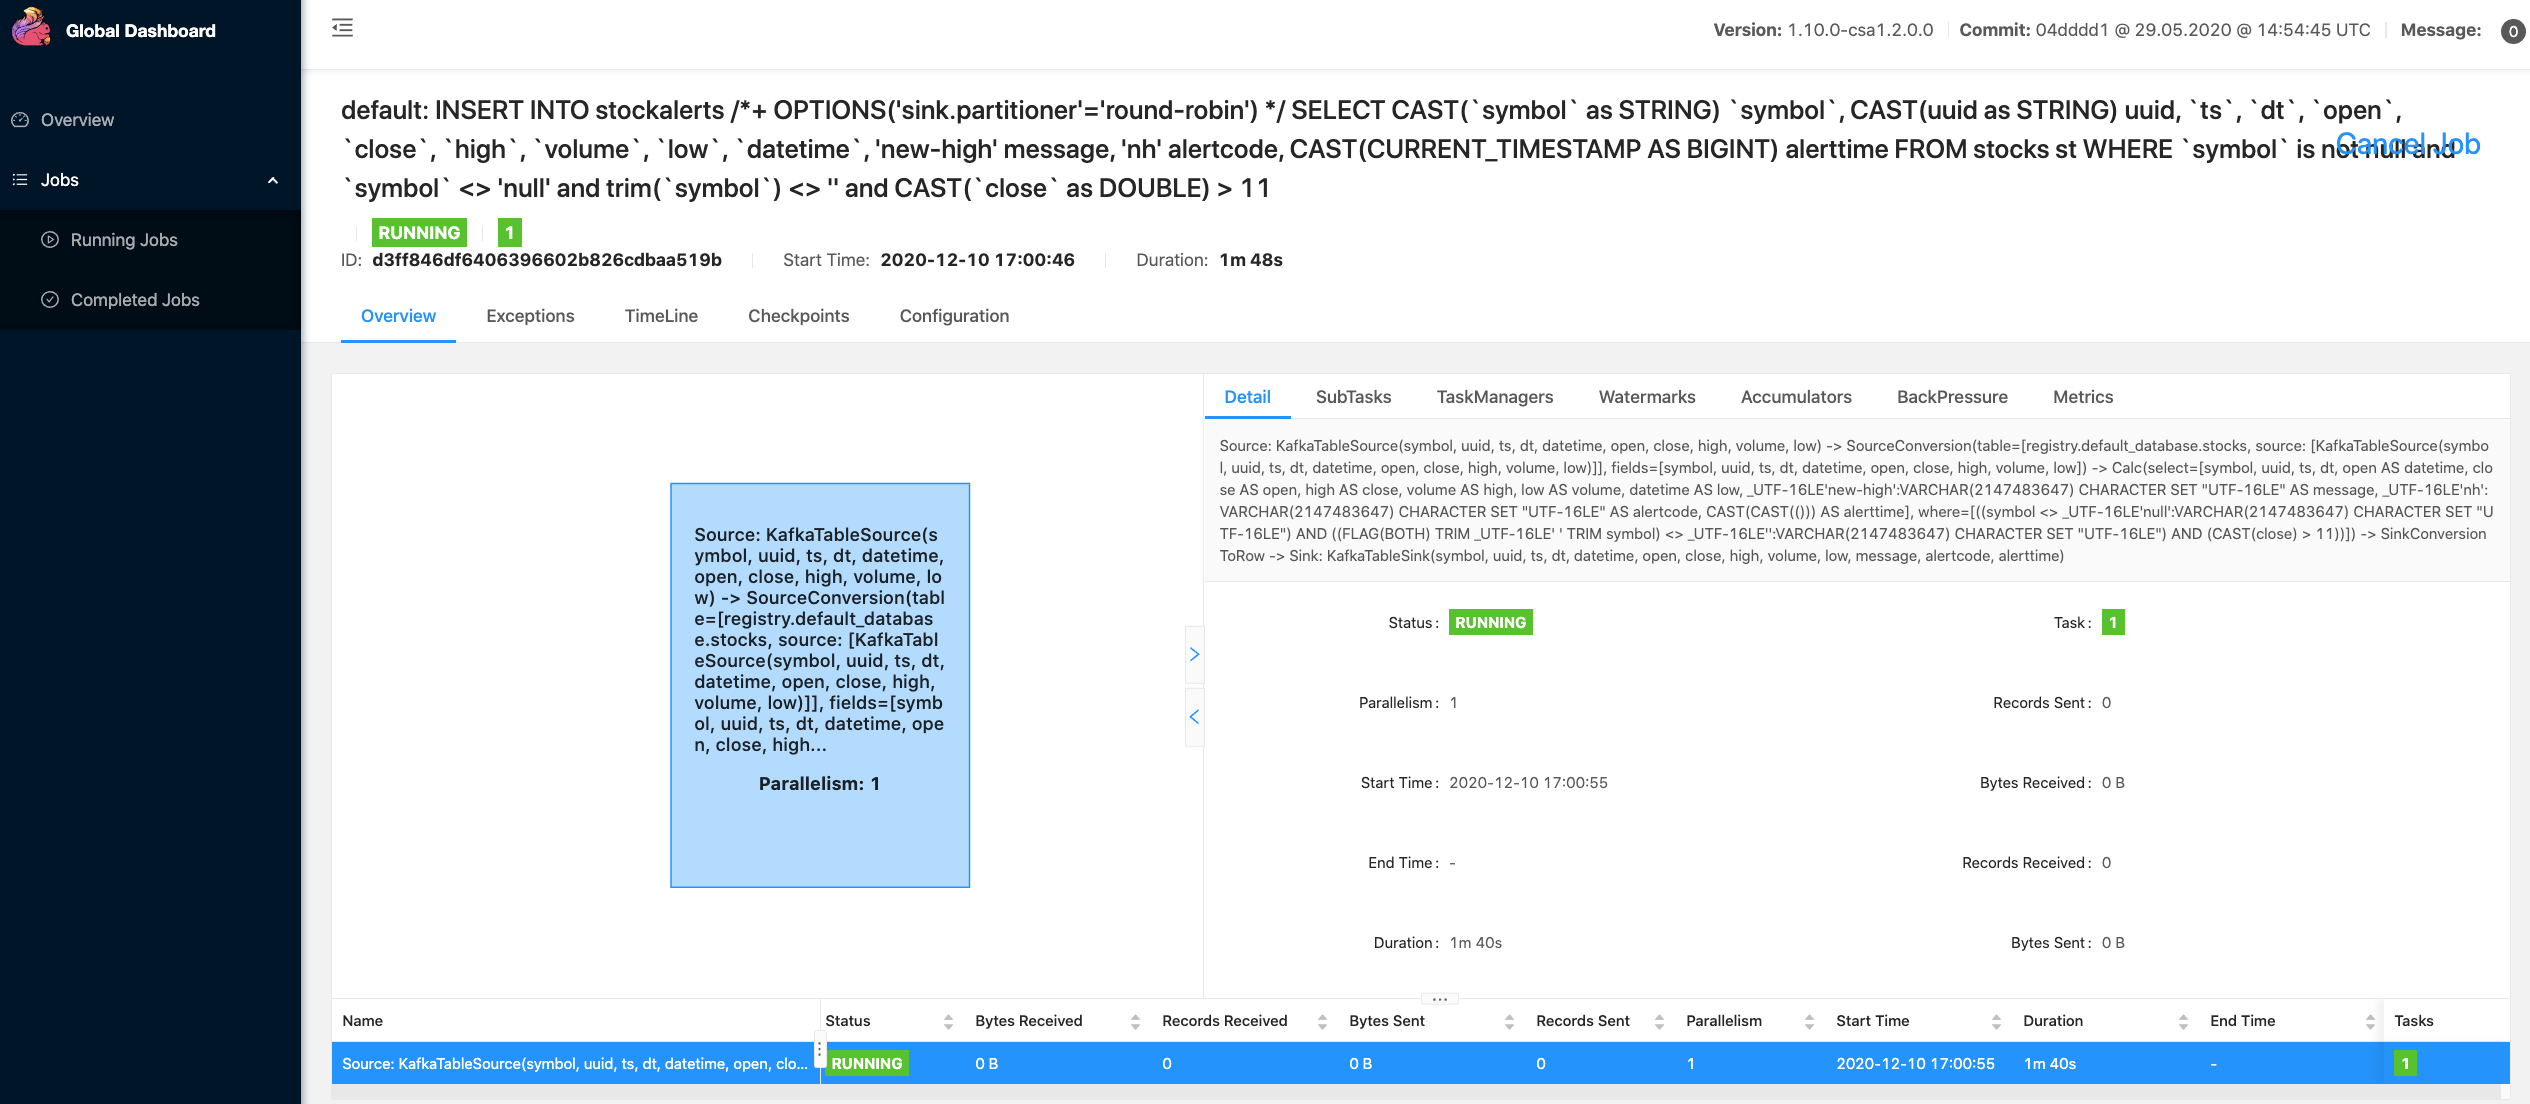 Global Dashboard
Version: 1.10.0-csa1.2.0.0 Commit: 04dddd1 @ 29.05.2020 @ 14:54:45 UTC Message: 0
Overview
Jobs
Running Jobs
Completed Jobs
default: INSERT INTO stockalerts /*+ OPTIONS('sink.partitioner'='round-robin') */ SELECT CAST(`symbol` as STRING) `symbol`, CAST(uuid as STRING) uuid, `ts`, `dt`, `open`,
`close`, `high`, `volume`, `low`, `datetime`, 'new-high' message, 'nh' alertcode, CAST(CURRENT_TIMESTAMP AS BIGINT) alerttime FROM stocks st WHERE `symbol` is not null and
`symbol` <> 'null' and trim(`symbol`) <> '' and CAST(`close` as DOUBLE) > 11
Cancel Job
RUNNING 1
ID: d3ff846df6406396602b826cdbaa519b Start Time: 2020-12-10 17:00:46 Duration: 1m 48s
Overview Exceptions TimeLine Checkpoints Configuration
Source: KafkaTableSource(s
ymbol, uuid, ts, dt, datetime,
open, close, high, volume, lo
w) -> SourceConversion(tabl
e=[registry.default_databas
e.stocks, source: [KafkaTabl
eSource(symbol, uuid, ts, dt,
datetime, open, close, high,
volume, low)]], fields=[symb
ol, uuid, ts, dt, datetime, ope
n, close, high...
Parallelism: 1
Detail SubTasks TaskManagers Watermarks Accumulators BackPressure Metrics
Source: KafkaTableSource(symbol, uuid, ts, dt, datetime, open, close, high, volume, low) -> SourceConversion(table=[registry.default_database.stocks, source: [KafkaTableSource(symbo
l, uuid, ts, dt, datetime, open, close, high, volume, low)]], fields=[symbol, uuid, ts, dt, datetime, open, close, high, volume, low]) -> Calc(select=[symbol, uuid, ts, dt, open AS datetime, clo
se AS open, high AS close, volume AS high, low AS volume, datetime AS low, _UTF-16LE'new-high':VARCHAR(2147483647) CHARACTER SET "UTF-16LE" AS message, _UTF-16LE'nh':
VARCHAR(2147483647) CHARACTER SET "UTF-16LE" AS alertcode, CAST(CAST(())) AS alerttime], where=[((symbol <> _UTF-16LE'null':VARCHAR(2147483647) CHARACTER SET "U
TF-16LE") AND ((FLAG(BOTH) TRIM _UTF-16LE' ' TRIM symbol) <> _UTF-16LE'':VARCHAR(2147483647) CHARACTER SET "UTF-16LE") AND (CAST(close) > 11))]) -> SinkConversion
ToRow -> Sink: KafkaTableSink(symbol, uuid, ts, dt, datetime, open, close, high, volume, low, message, alertcode, alerttime)
Status: RUNNING Task: 1
Parallelism: 1 Records Sent: 0
Start Time: 2020-12-10 17:00:55 Bytes Received: 0 B
End Time: - Records Received: 0
Duration: 1m 40s Bytes Sent: 0 B
Name Status Bytes Received Records Received Bytes Sent Records Sent Parallelism Start Time Duration End Time Tasks
Source: KafkaTableSource(symbol, uuid, ts, dt, datetime, open, clo... RUNNING 0 B 0 0 B 0 1 2020-12-10 17:00:55 1m 40s - 1